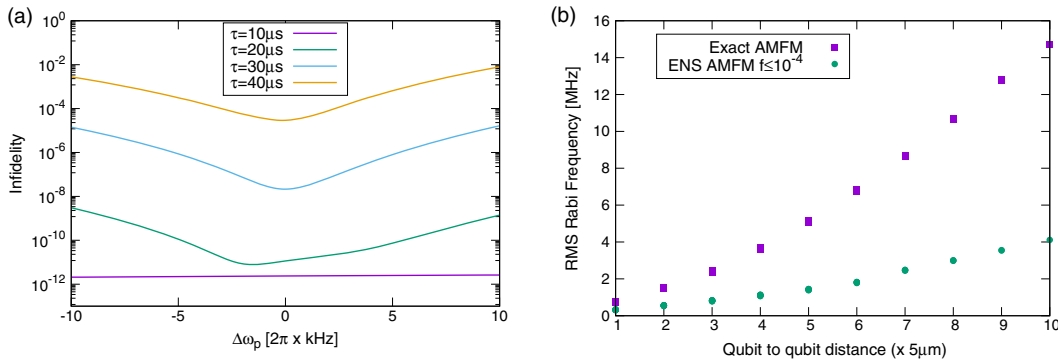 (a)
10^0
10^-2
10^-4
10^-6
10^-8
10^-10
10^-12
Infidelity
τ=10μs
τ=20μs
τ=30μs
τ=40μs
-10 -5 0 5 10
Δω_p [2π x kHz]
(b)
16
14
12
10
8
6
4
2
0
RMS Rabi Frequency [MHz]
Exact AMFM
ENS AMFM f≤10^-4
1 2 3 4 5 6 7 8 9 10
Qubit to qubit distance (x 5μm)